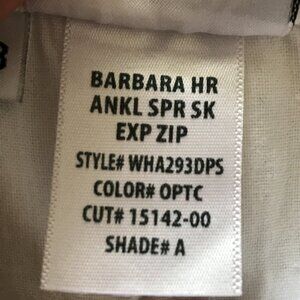 BARBARA HR
ANKL SPR SK
EXP ZIP
STYLE# WHA293DPS
COLOR# OPTC
CUT# 15142-00
SHADE# A